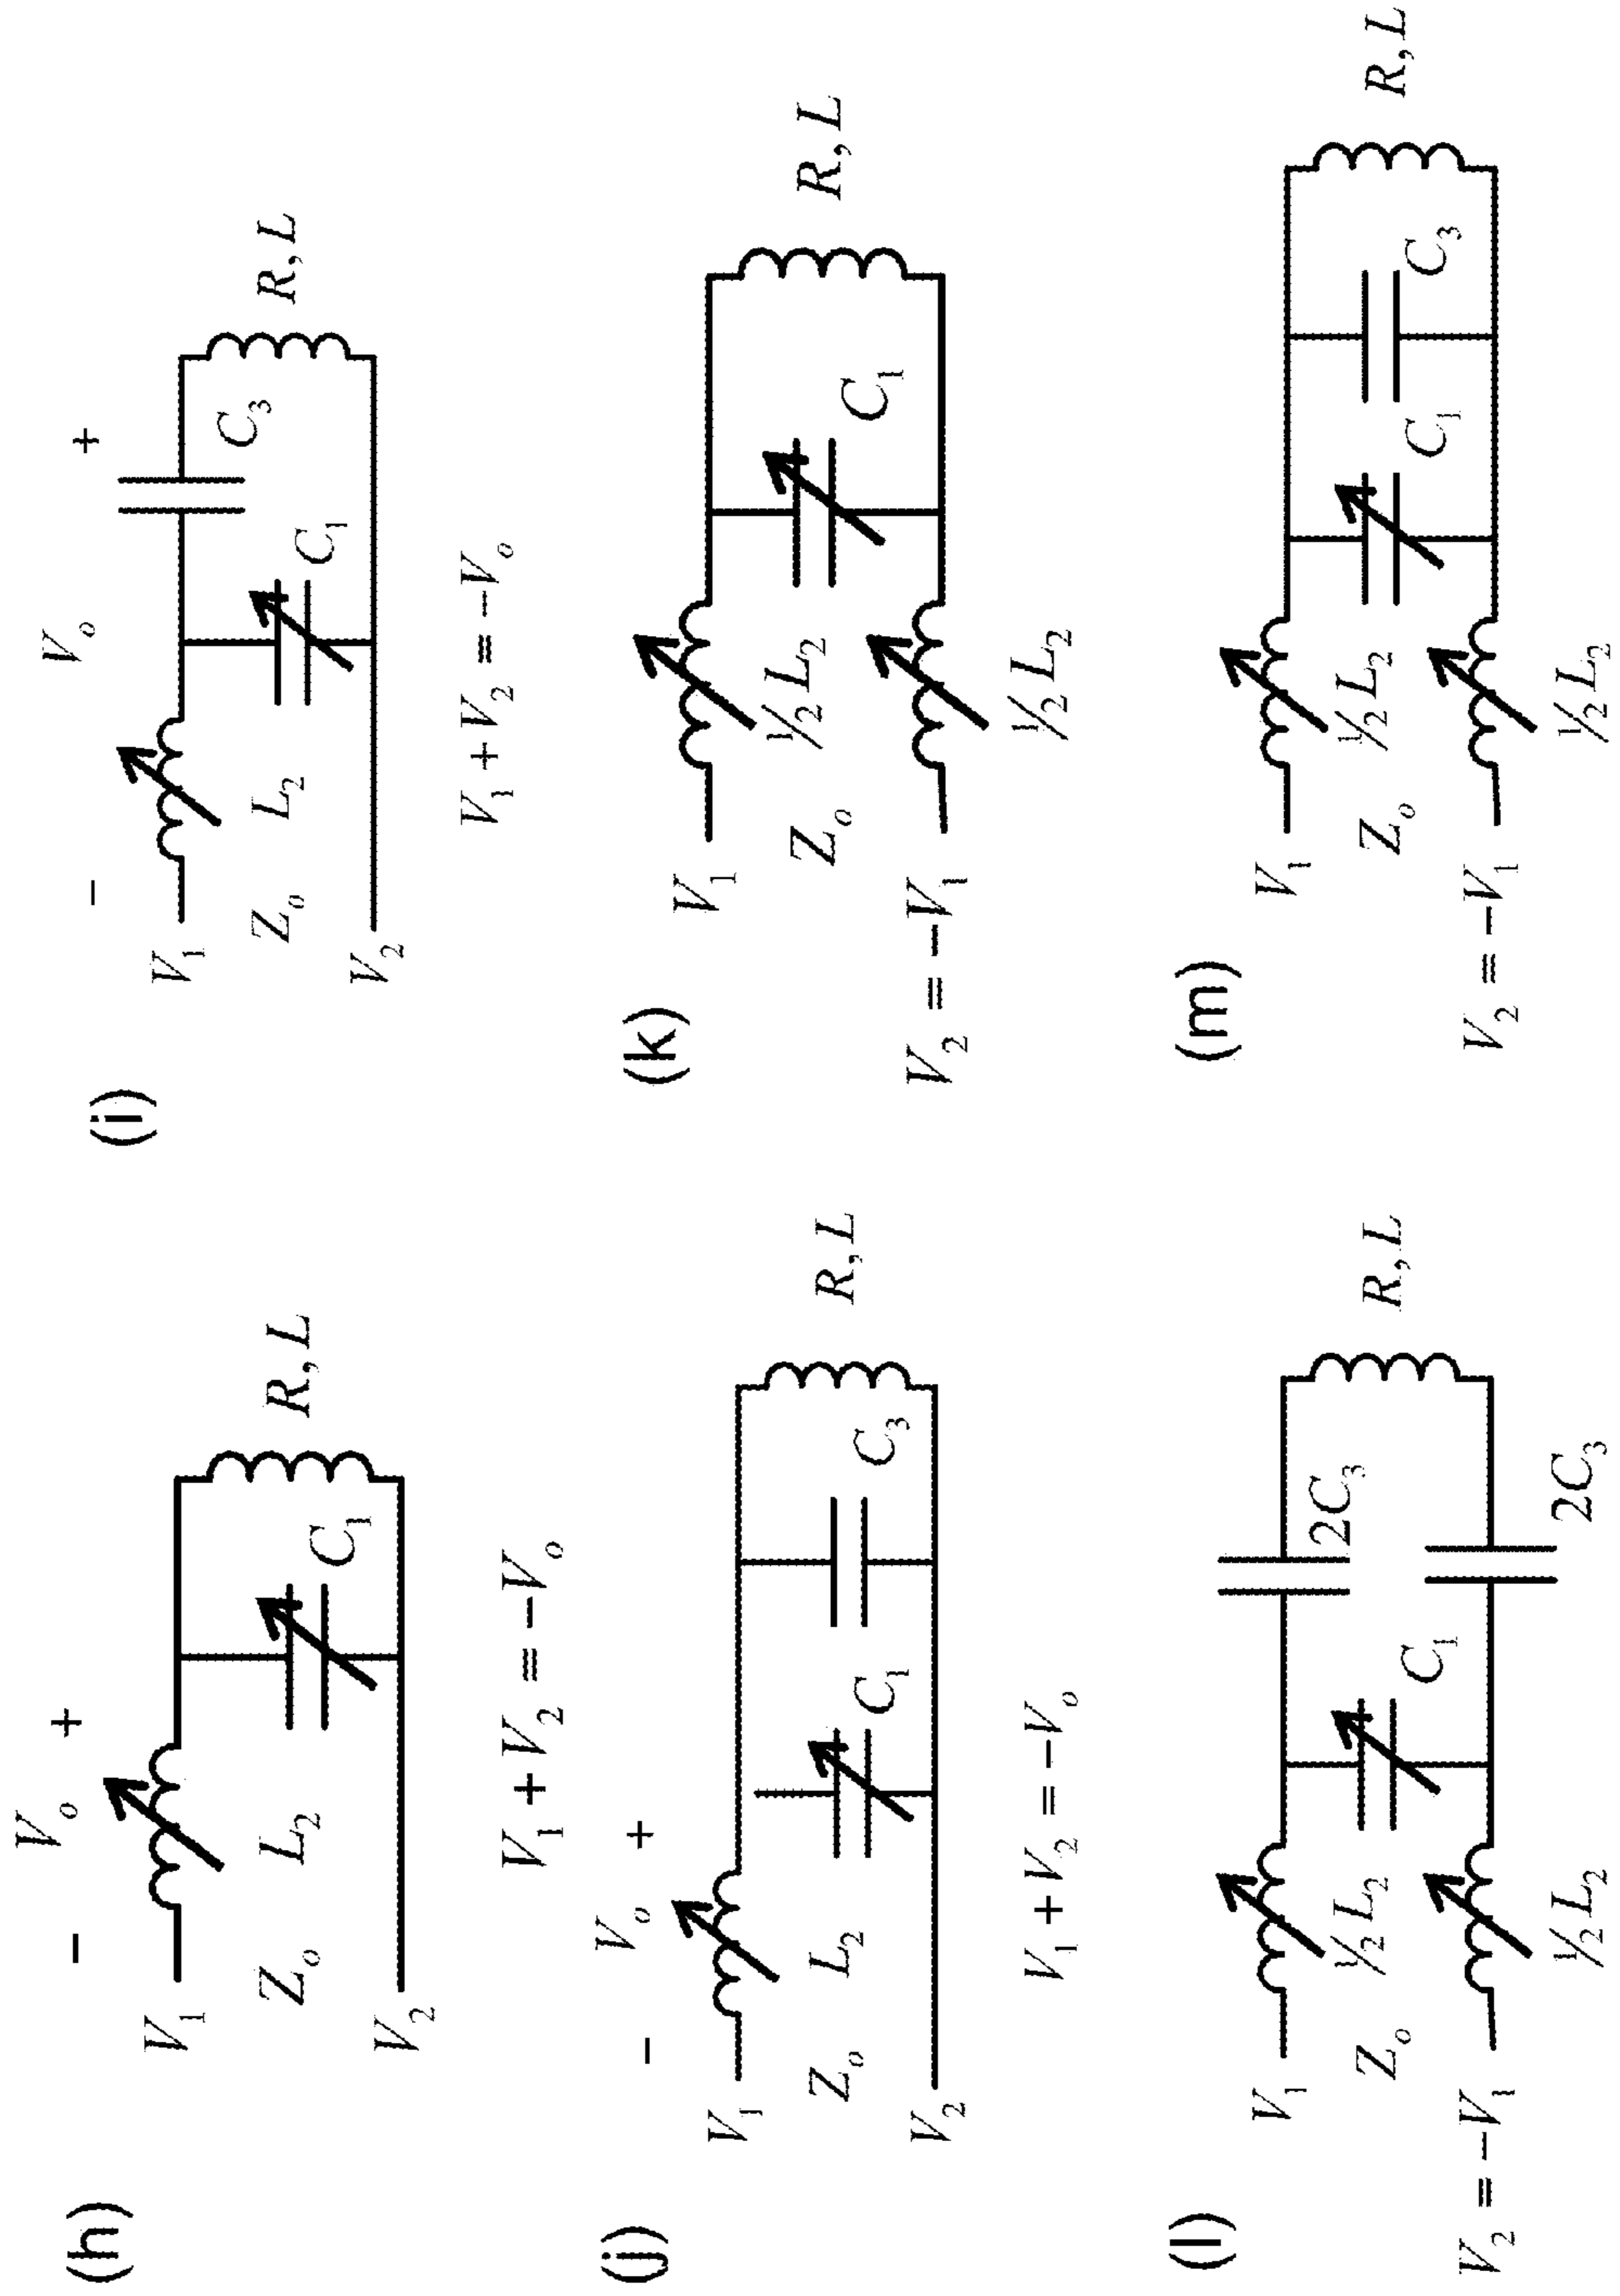 (h)
− V_o +
V_1
Z_o L_2
C_1
R, L
V_2
V_1 + V_2 = −V_o
(i)
− V_o +
V_1
Z_o L_2
C_1
C_3
R, L
V_2
V_1 + V_2 = −V_o
(j)
− V_o +
V_1
Z_o L_2
C_1
C_3
R, L
V_2
V_1 + V_2 = −V_o
(k)
V_1
½L_2
Z_o
C_1
R, L
V_2 = −V_1
½L_2
(l)
V_1
½L_2
Z_o
C_1
2C_3
R, L
V_2 = −V_1
½L_2
2C_3
(m)
V_1
½L_2
Z_o
C_1
C_3
R, L
V_2 = −V_1
½L_2